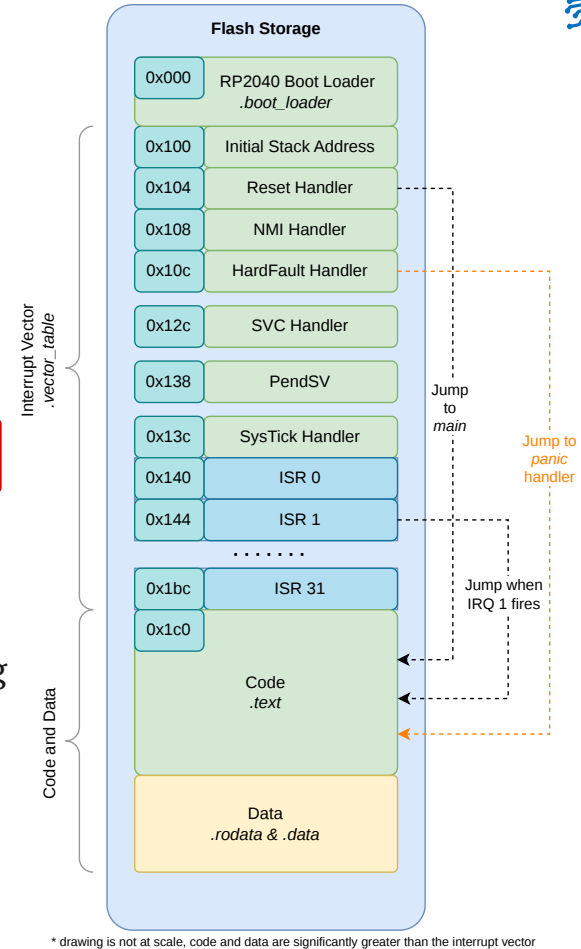 Flash Storage
0x000
RP2040 Boot Loader
.boot_loader
0x100
Initial Stack Address
0x104
Reset Handler
0x108
NMI Handler
0x10c
HardFault Handler
0x12c
SVC Handler
0x138
PendSV
0x13c
SysTick Handler
0x140
ISR 0
0x144
ISR 1
. . . . . . .
0x1bc
ISR 31
0x1c0
Code
.text
Data
.rodata & .data
Interrupt Vector
.vector_table
Code and Data
Jump
to
main
Jump to
panic
handler
Jump when
IRQ 1 fires
* drawing is not at scale, code and data are significantly greater than the interrupt vector